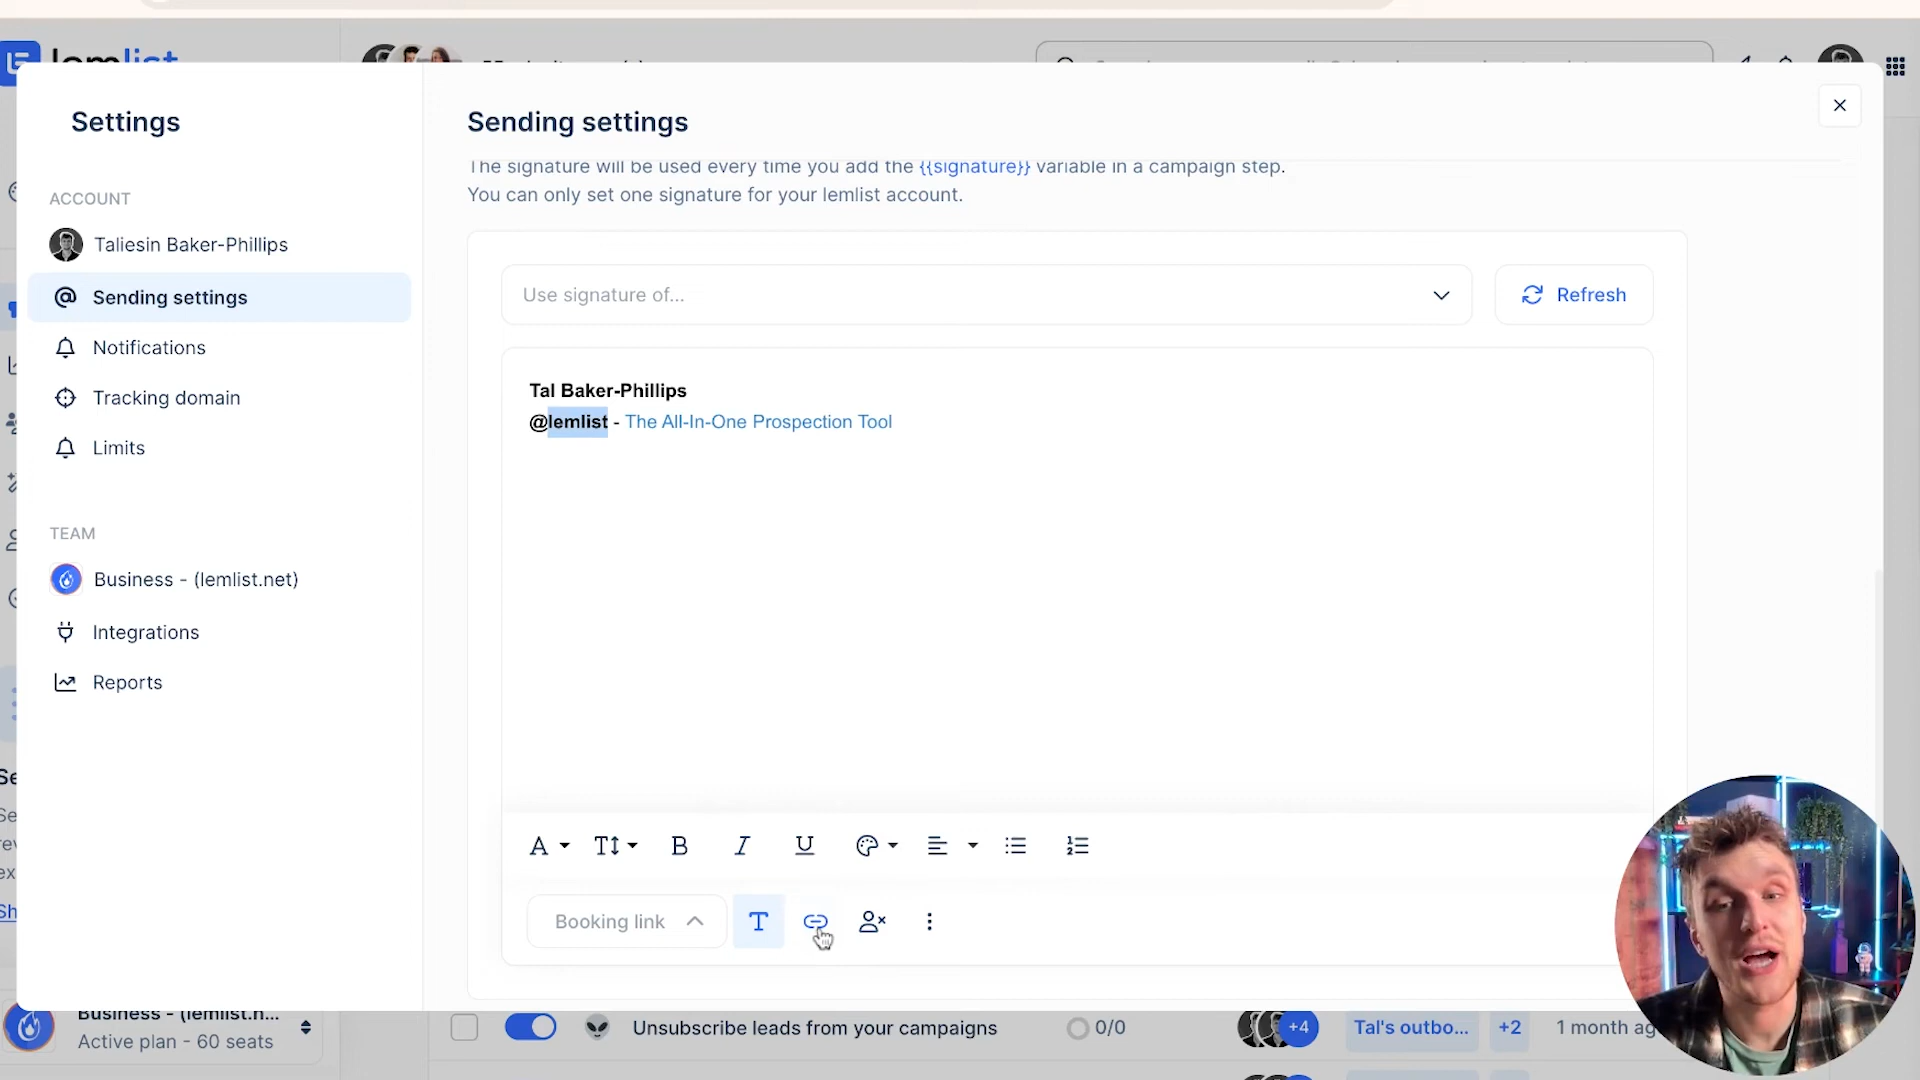 lemlist
Settings
ACCOUNT
Taliesin Baker-Phillips
@ Sending settings
Notifications
Tracking domain
Limits
TEAM
Business - (lemlist.net)
Integrations
Reports
Sending settings
The signature will be used every time you add the {{signature}} variable in a campaign step.
You can only set one signature for your lemlist account.
Use signature of...
Refresh
Tal Baker-Phillips
@lemlist - The All-In-One Prospection Tool
Booking link
Business - (lemlist.n...
Active plan - 60 seats
Unsubscribe leads from your campaigns
0/0
+4
Tal's outbo...
+2
1 month